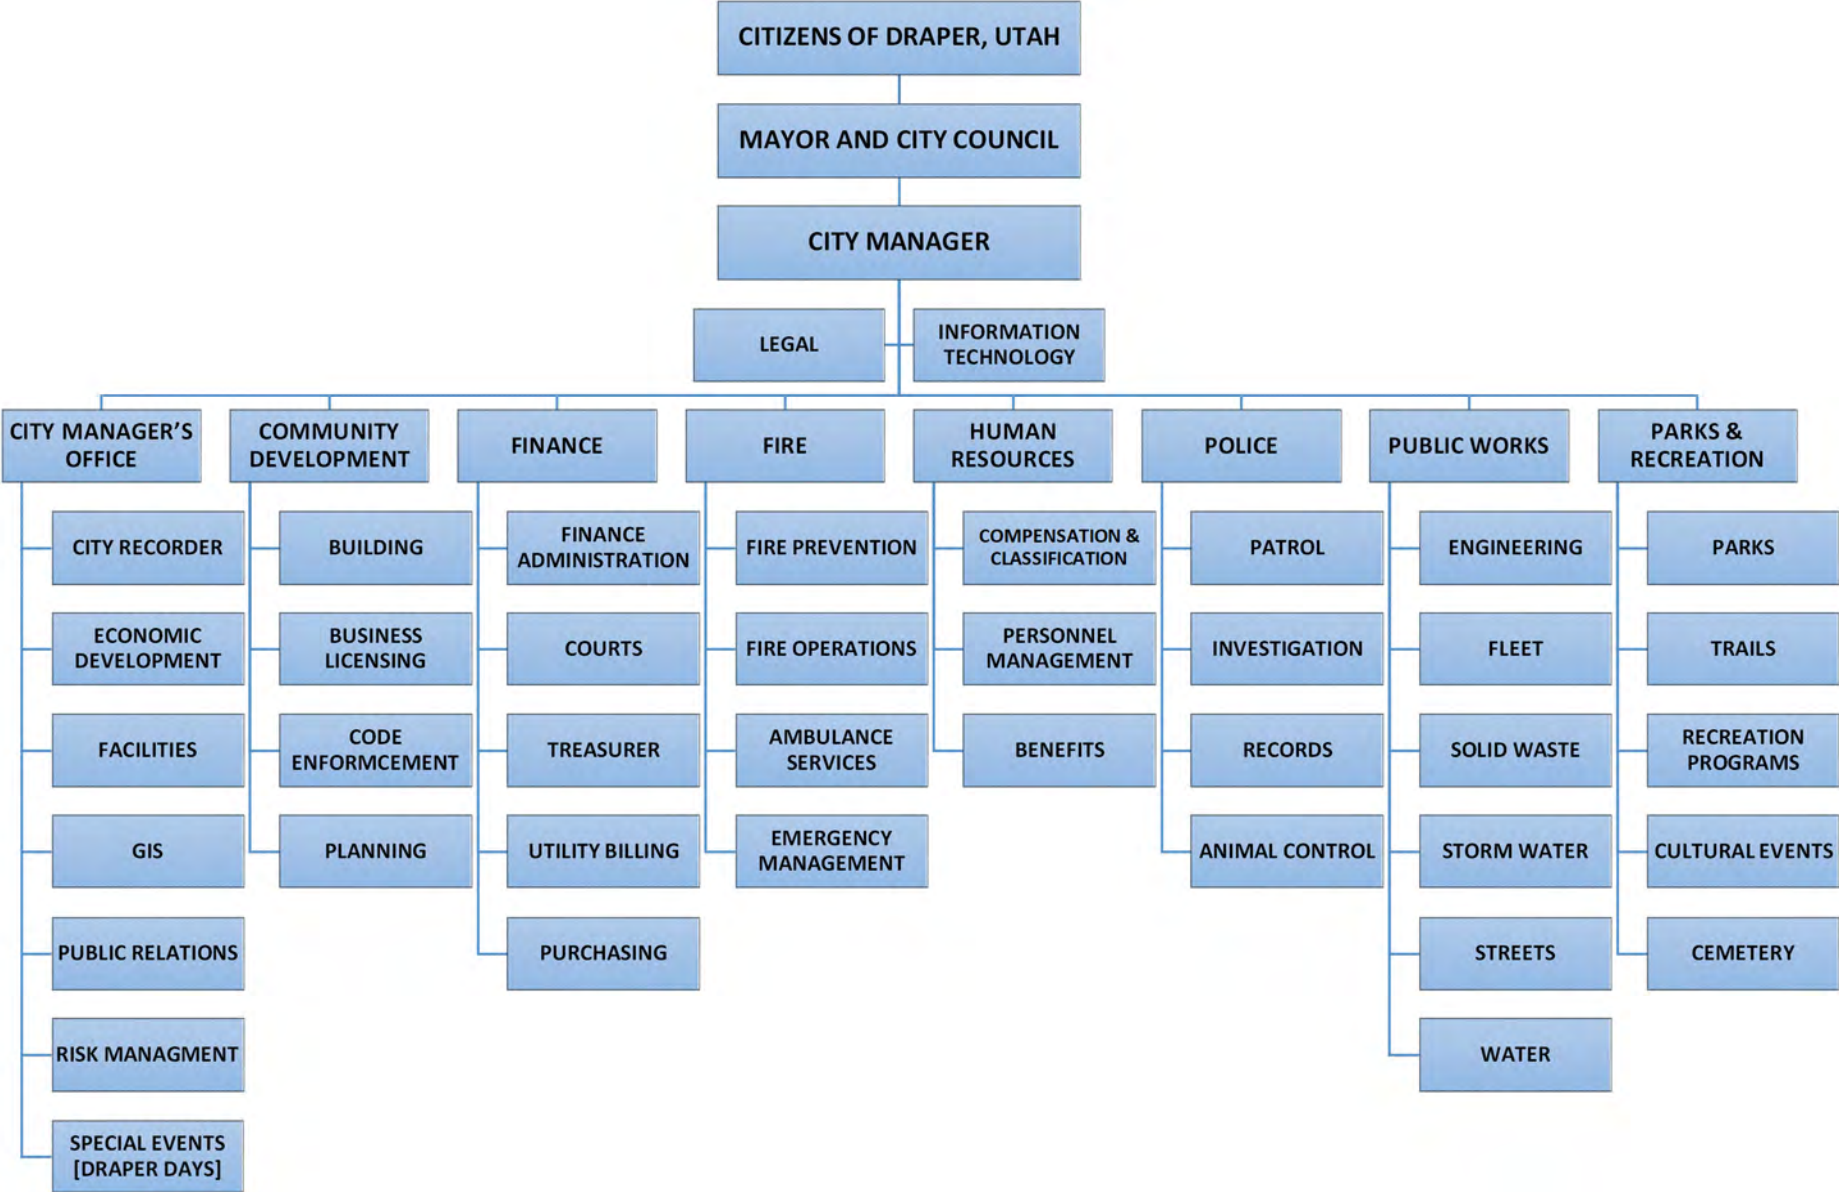 CITIZENS OF DRAPER, UTAH
MAYOR AND CITY COUNCIL
CITY MANAGER
LEGAL
INFORMATION
TECHNOLOGY
CITY MANAGER’S
OFFICE
CITY RECORDER
ECONOMIC
DEVELOPMENT
FACILITIES
GIS
PUBLIC RELATIONS
RISK MANAGMENT
SPECIAL EVENTS
[DRAPER DAYS]
COMMUNITY
DEVELOPMENT
BUILDING
BUSINESS
LICENSING
CODE
ENFORMCEMENT
PLANNING
FINANCE
FINANCE
ADMINISTRATION
COURTS
TREASURER
UTILITY BILLING
PURCHASING
FIRE
FIRE PREVENTION
FIRE OPERATIONS
AMBULANCE
SERVICES
EMERGENCY
MANAGEMENT
HUMAN
RESOURCES
COMPENSATION &
CLASSIFICATION
PERSONNEL
MANAGEMENT
BENEFITS
POLICE
PATROL
INVESTIGATION
RECORDS
ANIMAL CONTROL
PUBLIC WORKS
ENGINEERING
FLEET
SOLID WASTE
STORM WATER
STREETS
WATER
PARKS &
RECREATION
PARKS
TRAILS
RECREATION
PROGRAMS
CULTURAL EVENTS
CEMETERY